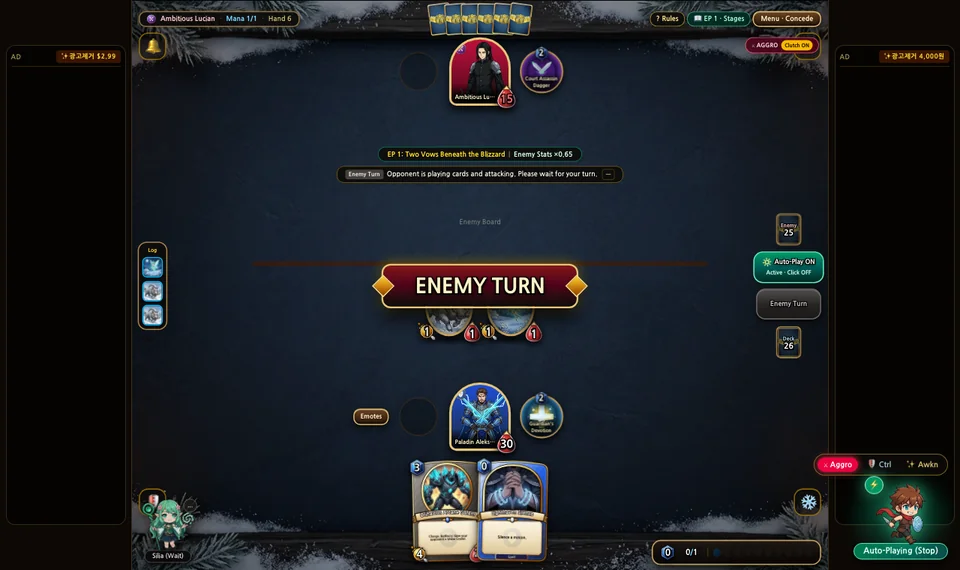 Ambitious Lucian · Mana 1/1 · Hand 6
? Rules
EP 1 · Stages
Menu · Concede
AD
광고제거 $2.99
AD
광고제거 4,000원
AGGRO
Clutch ON
2
Court Assassin
Dagger
Ambitious Lu...
15
EP 1: Two Vows Beneath the Blizzard | Enemy Stats ×0.65
Enemy Turn
Opponent is playing cards and attacking. Please wait for your turn.
Enemy Board
Enemy
25
Log
Auto-Play ON
Active · Click OFF
ENEMY TURN
Enemy Turn
1
1
1
1
Deck
26
2
Guardian's
Devotion
Emotes
Paladin Aleks...
30
Aggro
Ctrl
Awkn
3
0
Silence a minion.
4
Silia (Wait)
0
0/1
Auto-Playing (Stop)